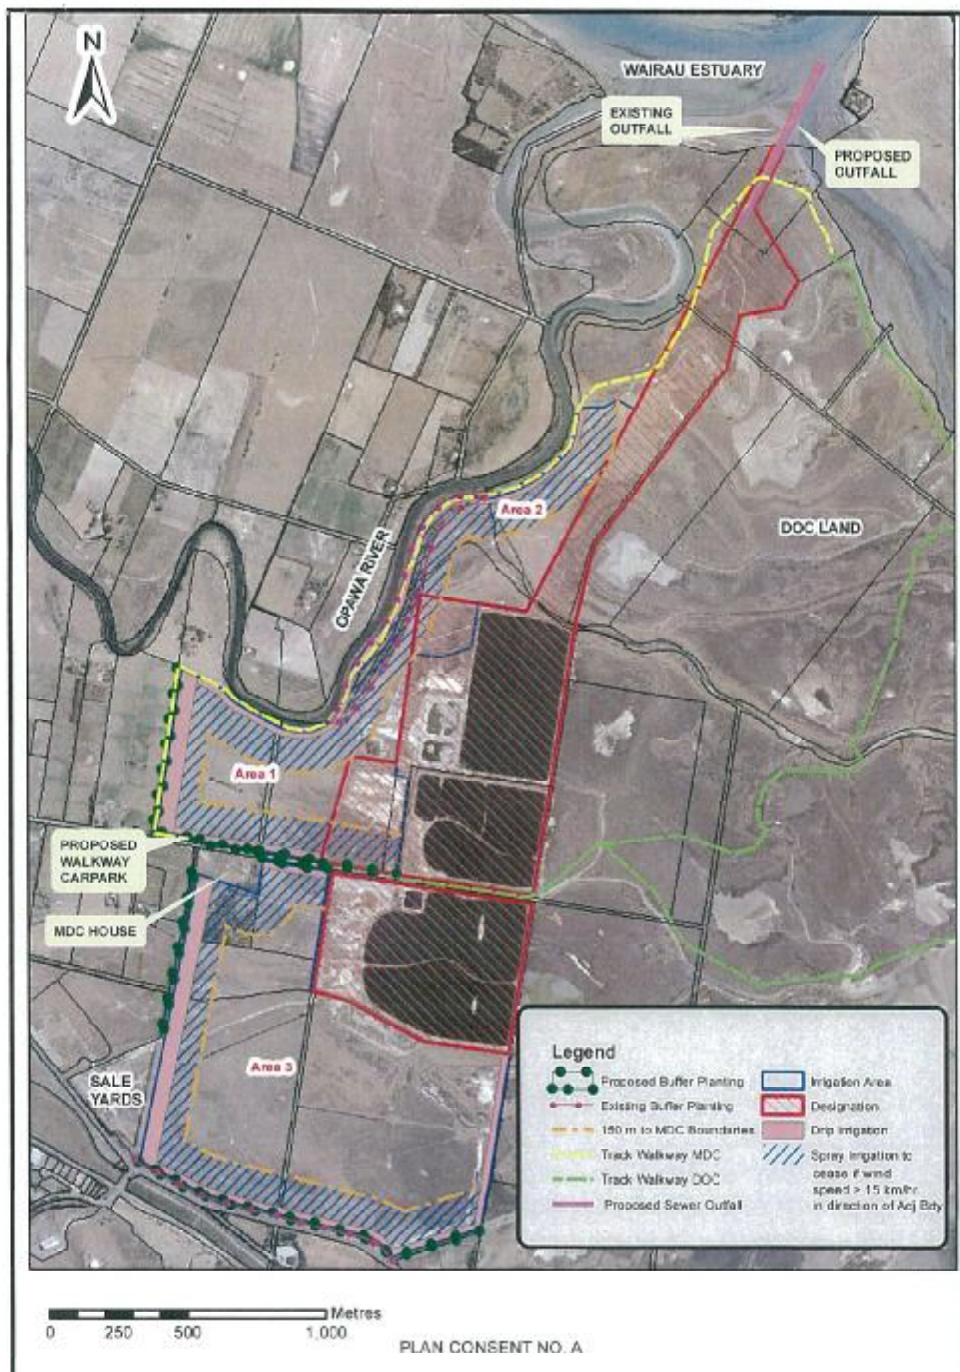 N
WAIRAU ESTUARY
EXISTING
OUTFALL
PROPOSED
OUTFALL
Area 2
DOC LAND
OPAWA RIVER
Area 1
PROPOSED
WALKWAY
CARPARK
MDC HOUSE
Area 3
SALE
YARDS
Legend
Proposed Buffer Planting
Existing Buffer Planting
150 m to MDC Boundaries
Track Walkway MDC
Track Walkway DOC
Proposed Sewer Outfall
Irrigation Area
Designation
Drip Irrigation
Spray Irrigation to
cease if wind
speed > 15 km/hr
in direction of Adj Bdy
Metres
0 250 500 1,000
PLAN CONSENT NO. A